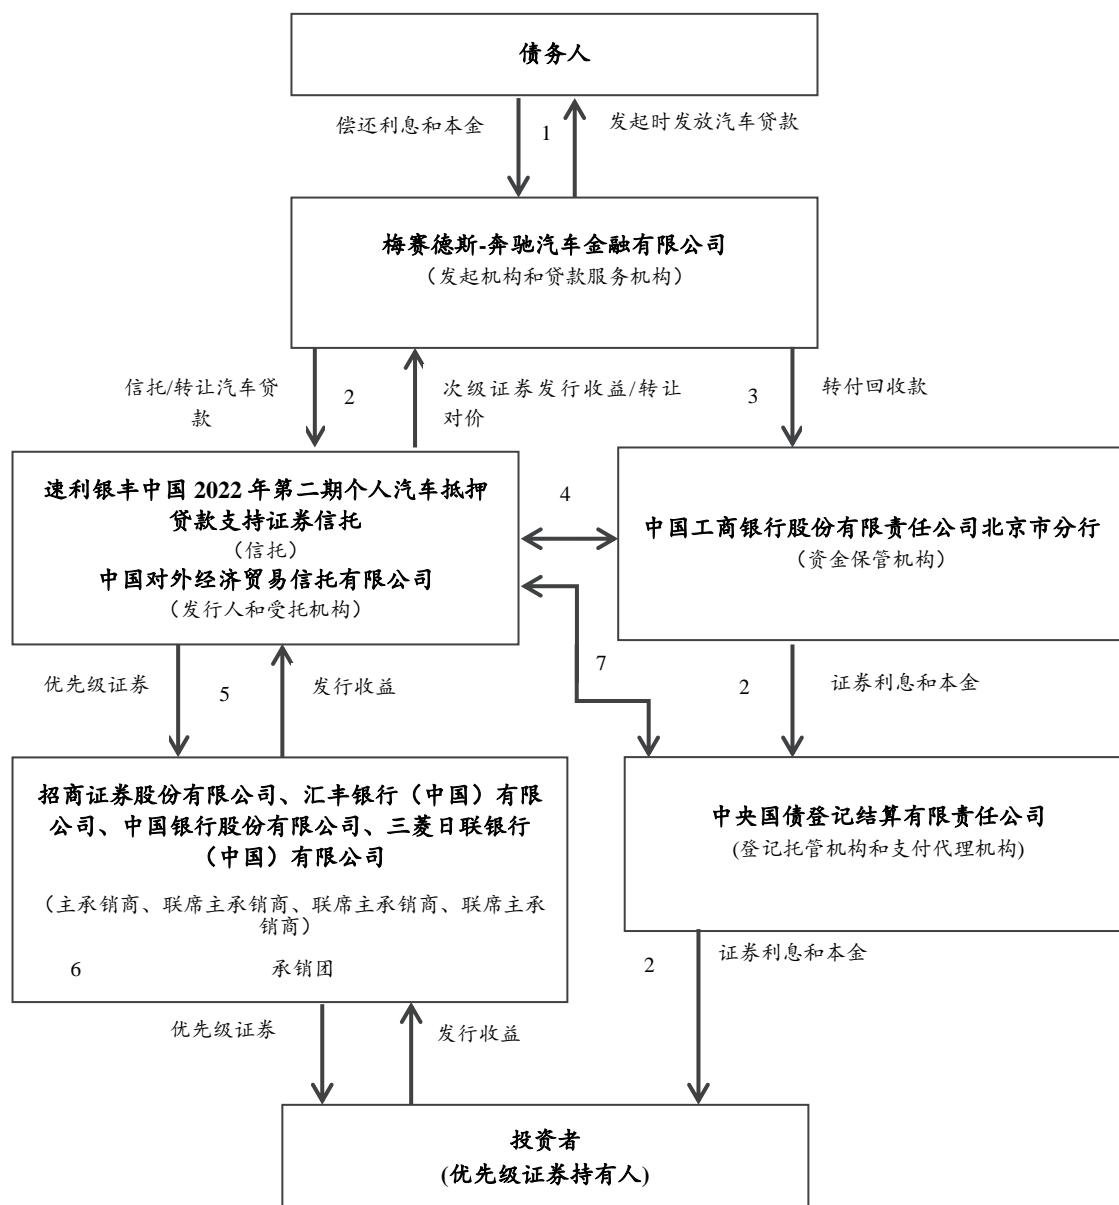 债务人
偿还利息和本金
1
发起时发放汽车贷款
梅赛德斯-奔驰汽车金融有限公司
（发起机构和贷款服务机构）
信托/转让汽车贷
款
2
次级证券发行收益/转让
对价
3
转付回收款
速利银丰中国 2022 年第二期个人汽车抵押
贷款支持证券信托
（信托）
中国对外经济贸易信托有限公司
（发行人和受托机构）
4
中国工商银行股份有限责任公司北京市分行
（资金保管机构）
优先级证券
5
发行收益
7
2
证券利息和本金
招商证券股份有限公司、汇丰银行（中国）有限
公司、中国银行股份有限公司、三菱日联银行
（中国）有限公司
（主承销商、联席主承销商、联席主承销商、联席主承
销商）
6
承销团
中央国债登记结算有限责任公司
(登记托管机构和支付代理机构)
2
证券利息和本金
优先级证券
发行收益
投资者
(优先级证券持有人)